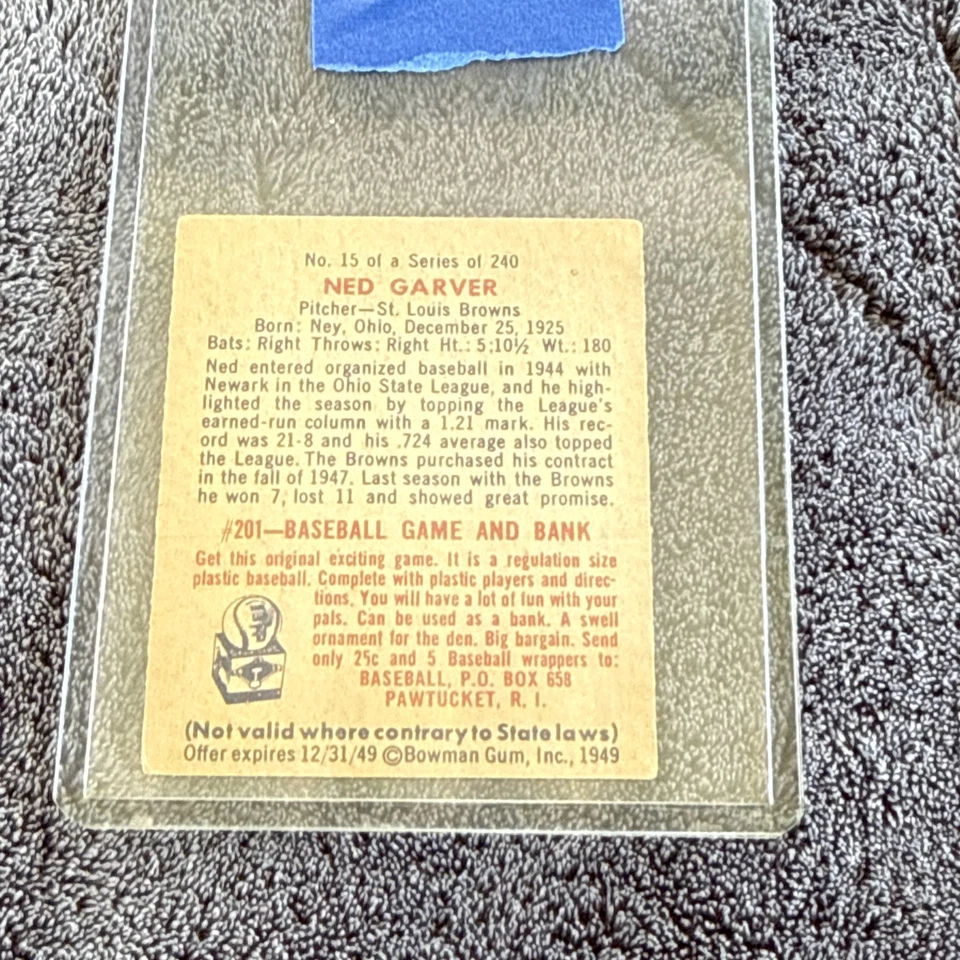 No. 15 of a Series of 240
NED GARVER
Pitcher—St. Louis Browns
Born: Ney, Ohio, December 25, 1925
Bats: Right Throws: Right Ht.: 5:10½ Wt.: 180
Ned entered organized baseball in 1944 with
Newark in the Ohio State League, and he high-
lighted the season by topping the League's
earned-run column with a 1.21 mark. His rec-
ord was 21-8 and his .724 average also topped
the League. The Browns purchased his contract
in the fall of 1947. Last season with the Browns
he won 7, lost 11 and showed great promise.
#201—BASEBALL GAME AND BANK
Get this original exciting game. It is a regulation size
plastic baseball. Complete with plastic players and direc-
tions. You will have a lot of fun with your
pals. Can be used as a bank. A swell
ornament for the den. Big bargain. Send
only 25c and 5 Baseball wrappers to:
BASEBALL, P.O. BOX 658
PAWTUCKET, R. I.
(Not valid where contrary to State laws)
Offer expires 12/31/49 ©Bowman Gum, Inc., 1949